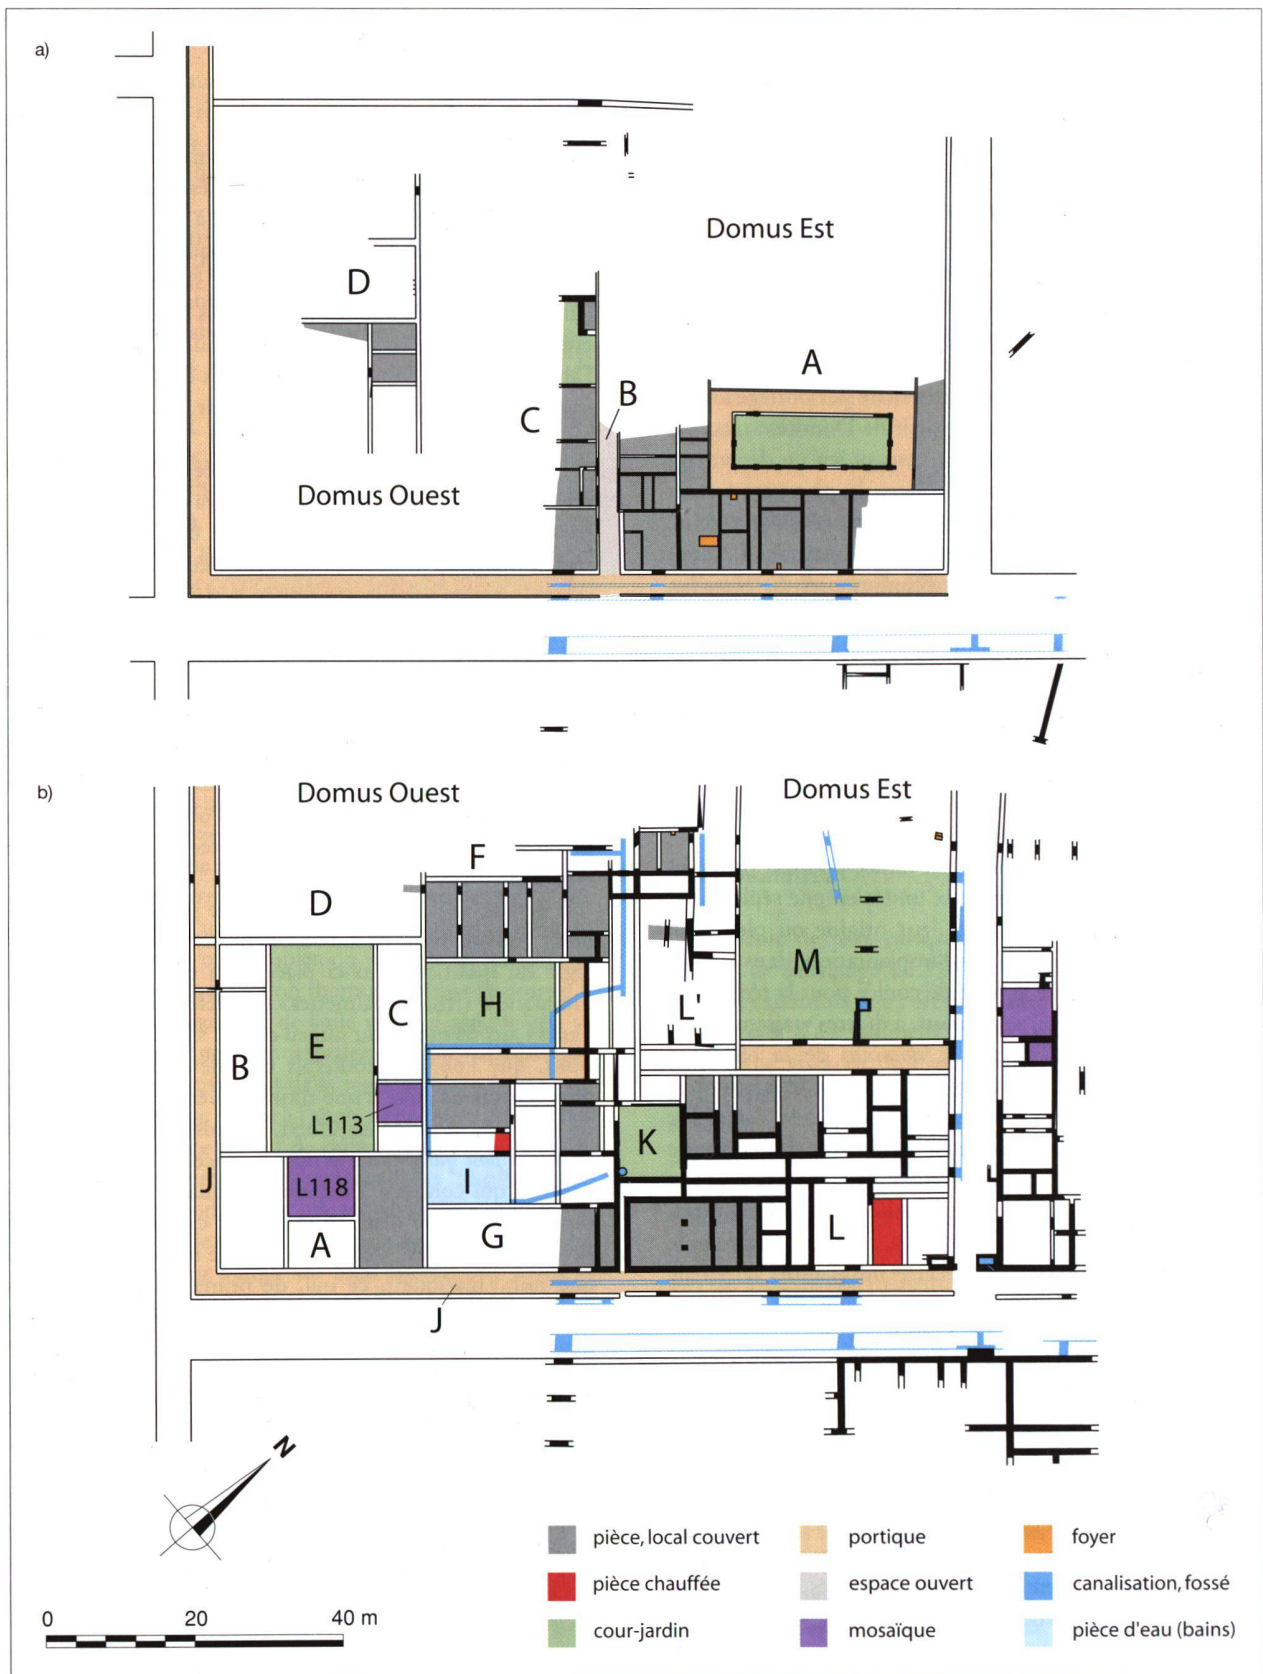 a)
Domus Est
D
A
B
C
Domus Ouest
b)
Domus Ouest
Domus Est
F
D
M
H
C
L'
E
B
L113
K
J
L118
I
A
G
L
J
N
pièce, local couvert
portique
foyer
pièce chauffée
espace ouvert
canalisation, fossé
cour-jardin
mosaïque
pièce d'eau (bains)
0 20 40 m